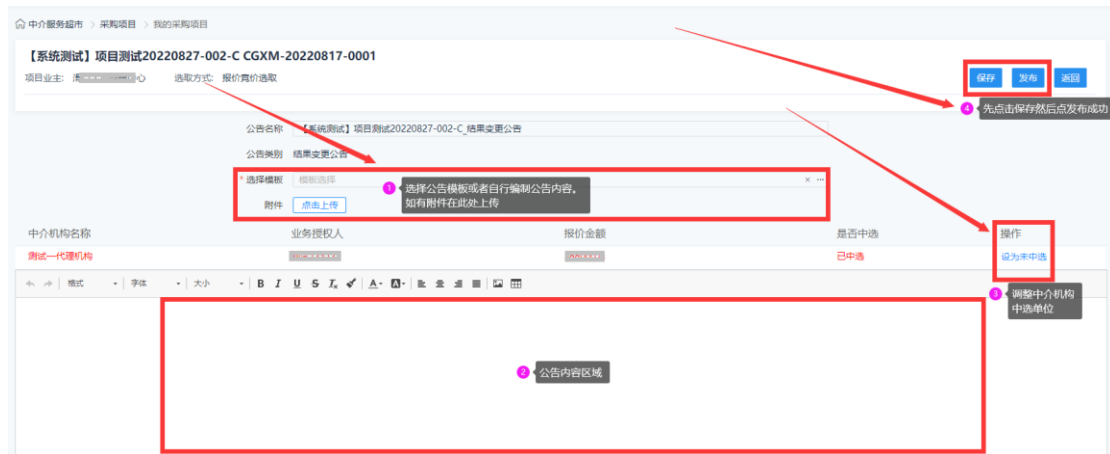 中介服务超市 > 采购项目 > 我的采购项目
【系统测试】项目测试20220827-002-C CGXM-20220817-0001
项目业主: 心 选取方式: 报价竞价选取
保存 发布 返回
4 先点击保存然后点发布成功
公告名称 【系统测试】项目测试20220827-002-C_结果变更公告
公告类别 结果变更公告
* 选择模板 模板选择 × ...
1 选择公告模板或者自行编制公告内容。
如有附件在此处上传
附件 点击上传
中介机构名称 业务授权人 报价金额 是否中选 操作
测试一代理机构 已中选 设为未中选
格式 字体 大小 B I U S Ix A A
3 调整中介机构
中选单位
2 公告内容区域